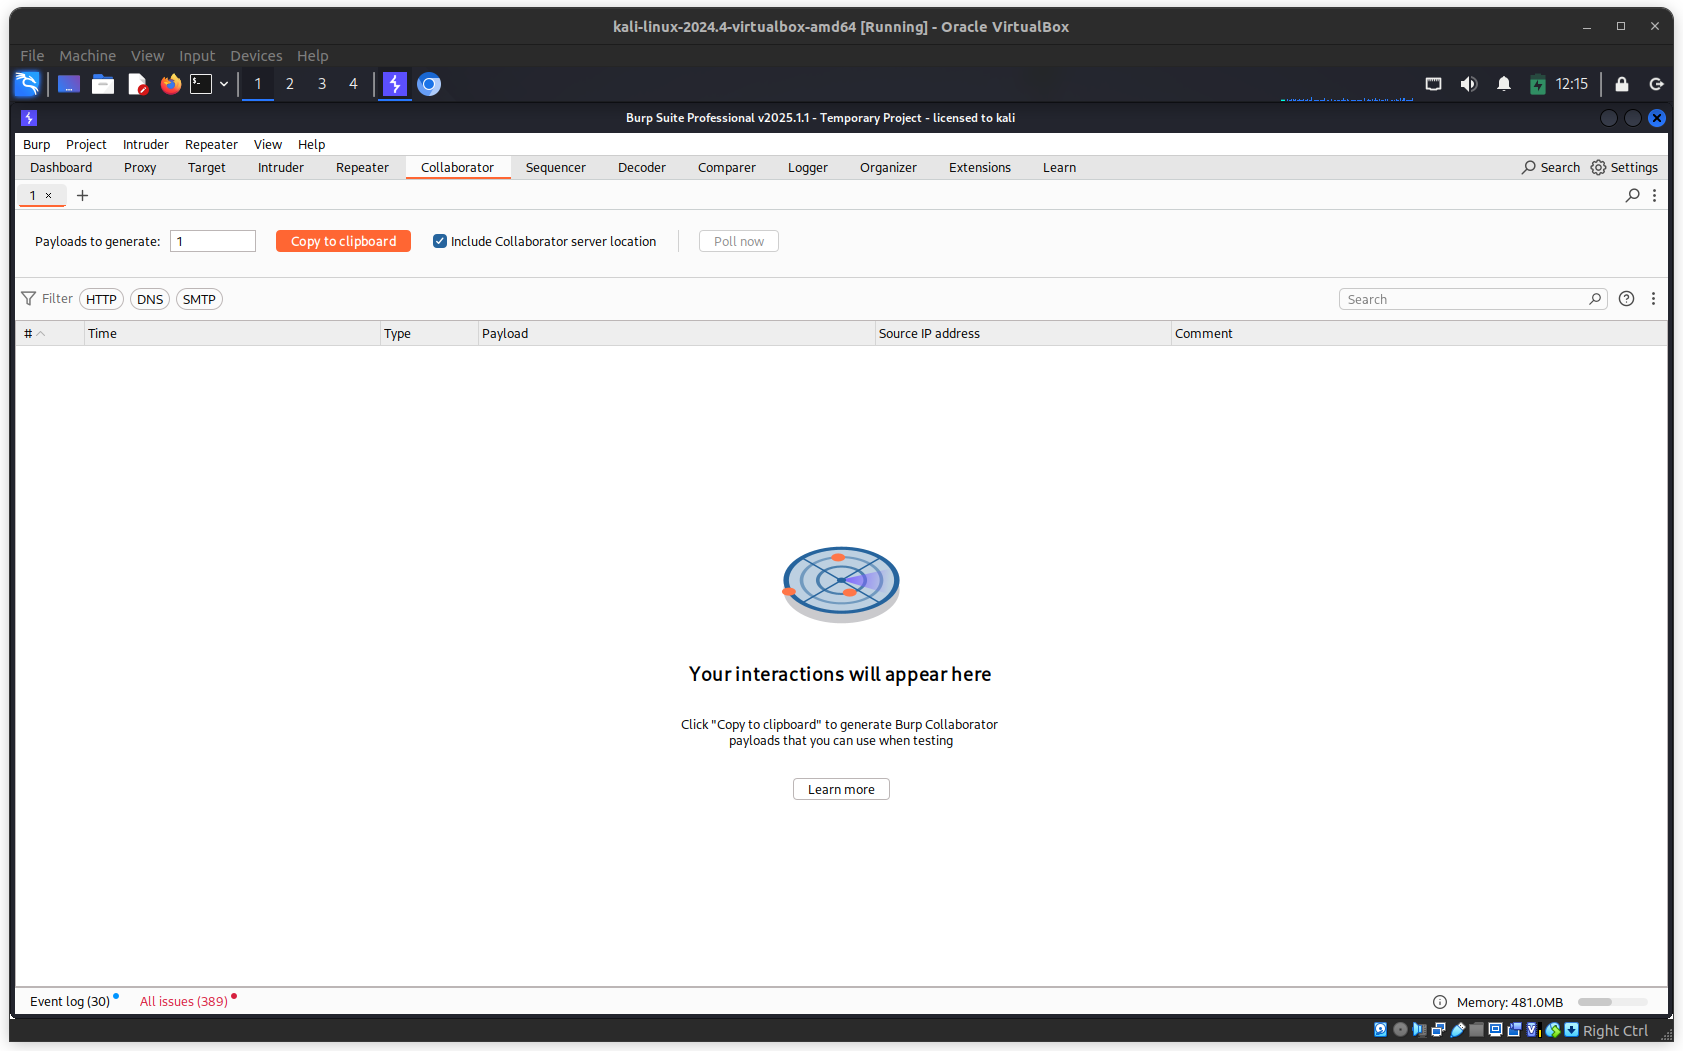 kali-linux-2024.4-virtualbox-amd64 [Running] - Oracle VirtualBox
File Machine View Input Devices Help
1 2 3 4 12:15
Burp Suite Professional v2025.1.1 - Temporary Project - licensed to kali
Burp Project Intruder Repeater View Help
Dashboard Proxy Target Intruder Repeater Collaborator Sequencer Decoder Comparer Logger Organizer Extensions Learn Search Settings
1 × +
Payloads to generate: 1 Copy to clipboard Include Collaborator server location Poll now
Filter HTTP DNS SMTP Search
# Time Type Payload Source IP address Comment
Your interactions will appear here
Click "Copy to clipboard" to generate Burp Collaborator
payloads that you can use when testing
Learn more
Event log (30) All issues (389) Memory: 481.0MB
Right Ctrl